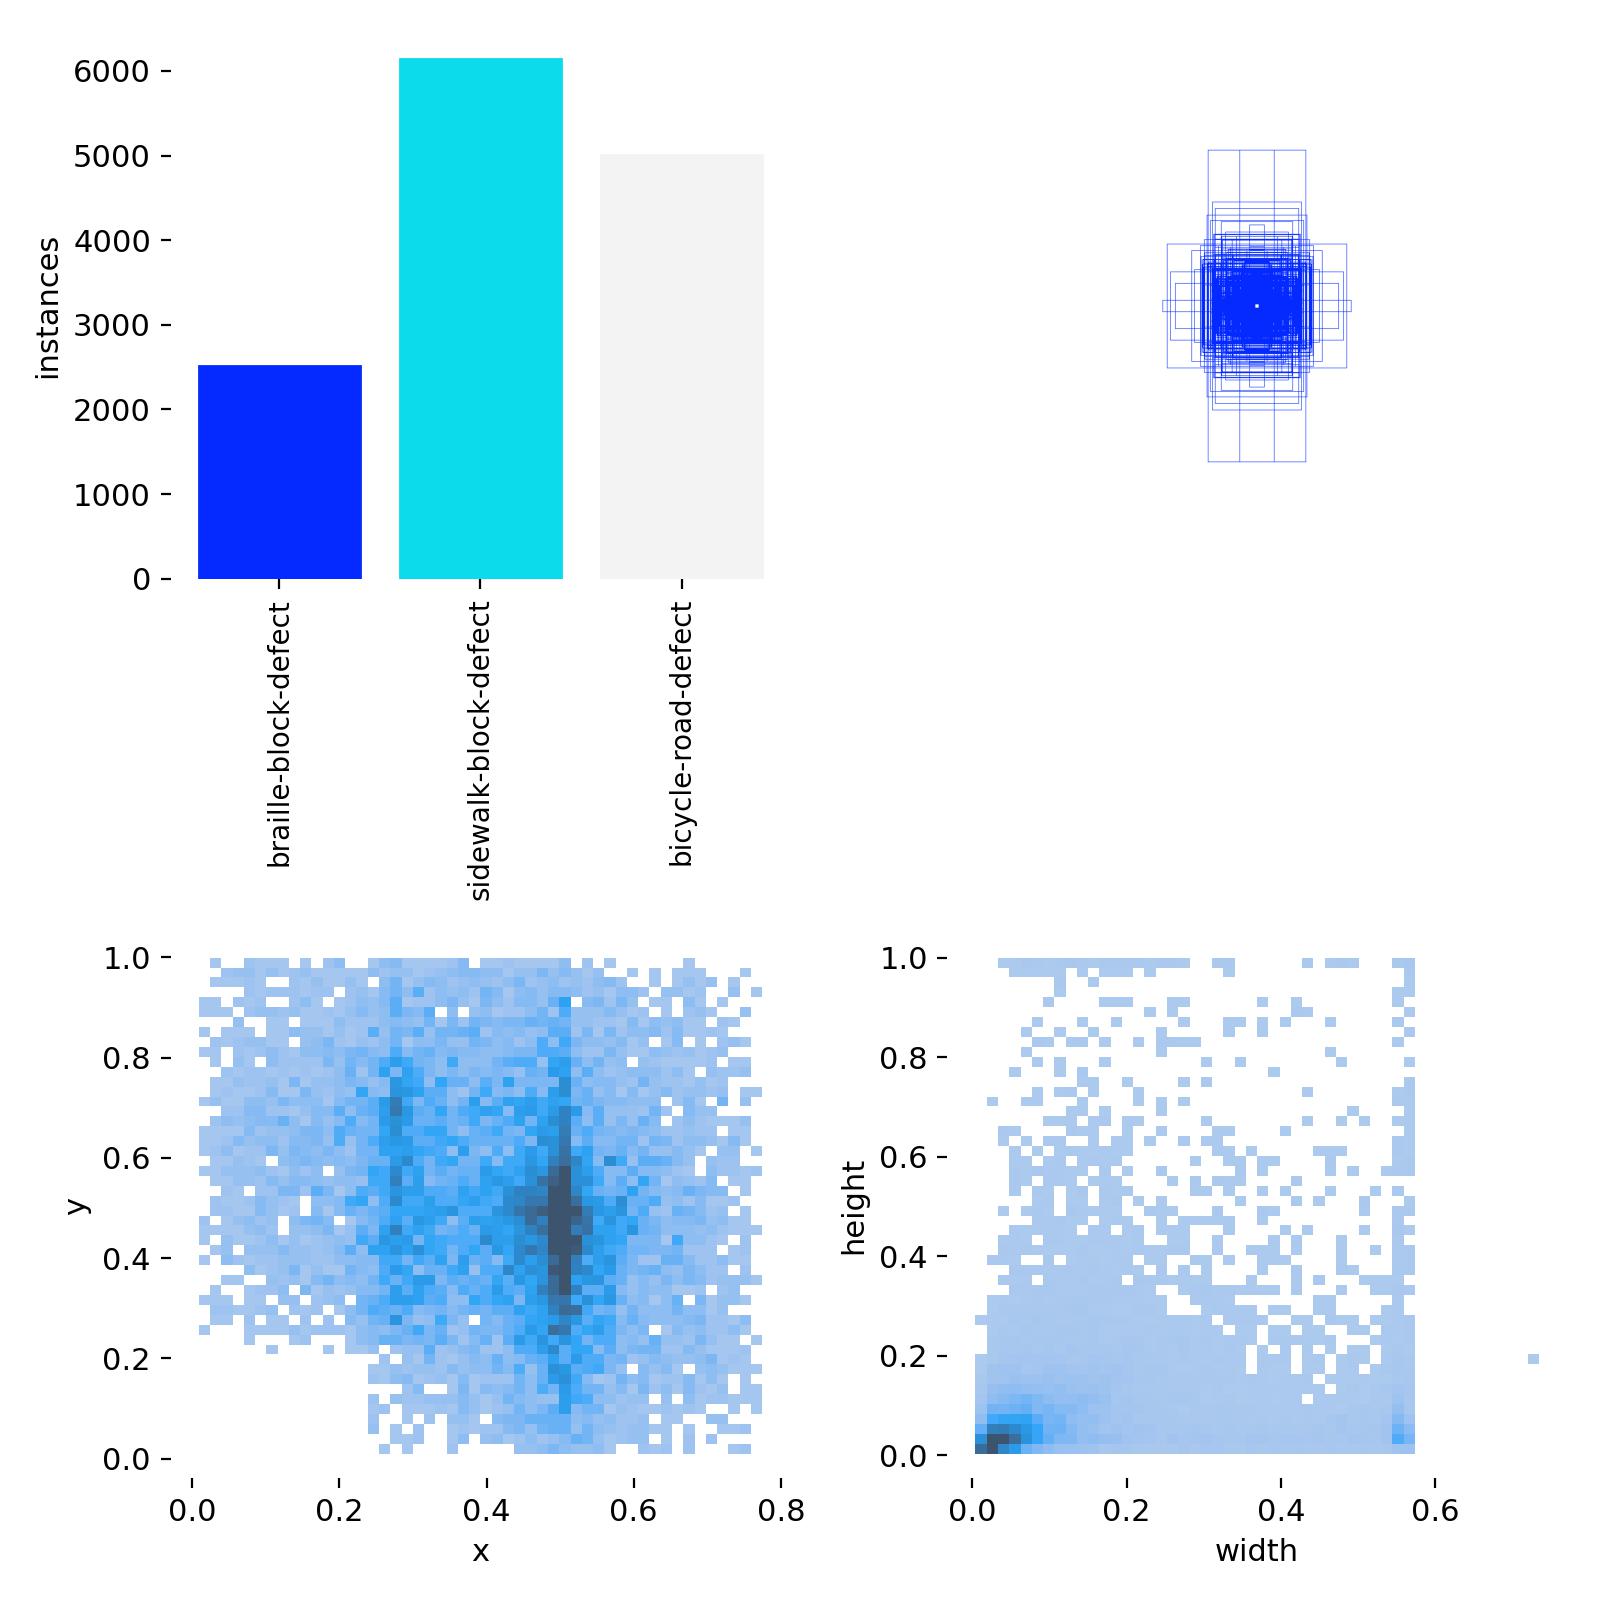 6000
5000
4000
3000
2000
1000
0
instances
braille-block-defect
sidewalk-block-defect
bicycle-road-defect
1.0
0.8
0.6
0.4
0.2
0.0
y
0.0 0.2 0.4 0.6 0.8
x
1.0
0.8
0.6
0.4
0.2
0.0
height
0.0 0.2 0.4 0.6
width